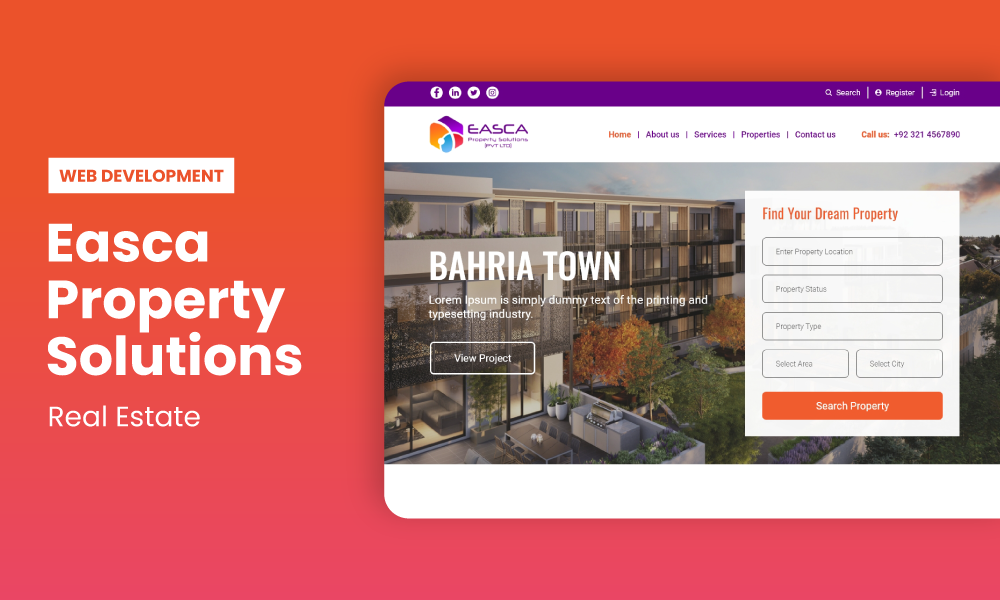 WEB DEVELOPMENT
Easca
Property
Solutions
Real Estate
Search | Register | Login
EASCA
Property Solutions
(PVT LTD)
Home | About us | Services | Properties | Contact us
Call us: +92 321 4567890
BAHRIA TOWN
Lorem Ipsum is simply dummy text of the printing and
typesetting industry.
View Project
Find Your Dream Property
Enter Property Location
Property Status
Property Type
Select Area
Select City
Search Property